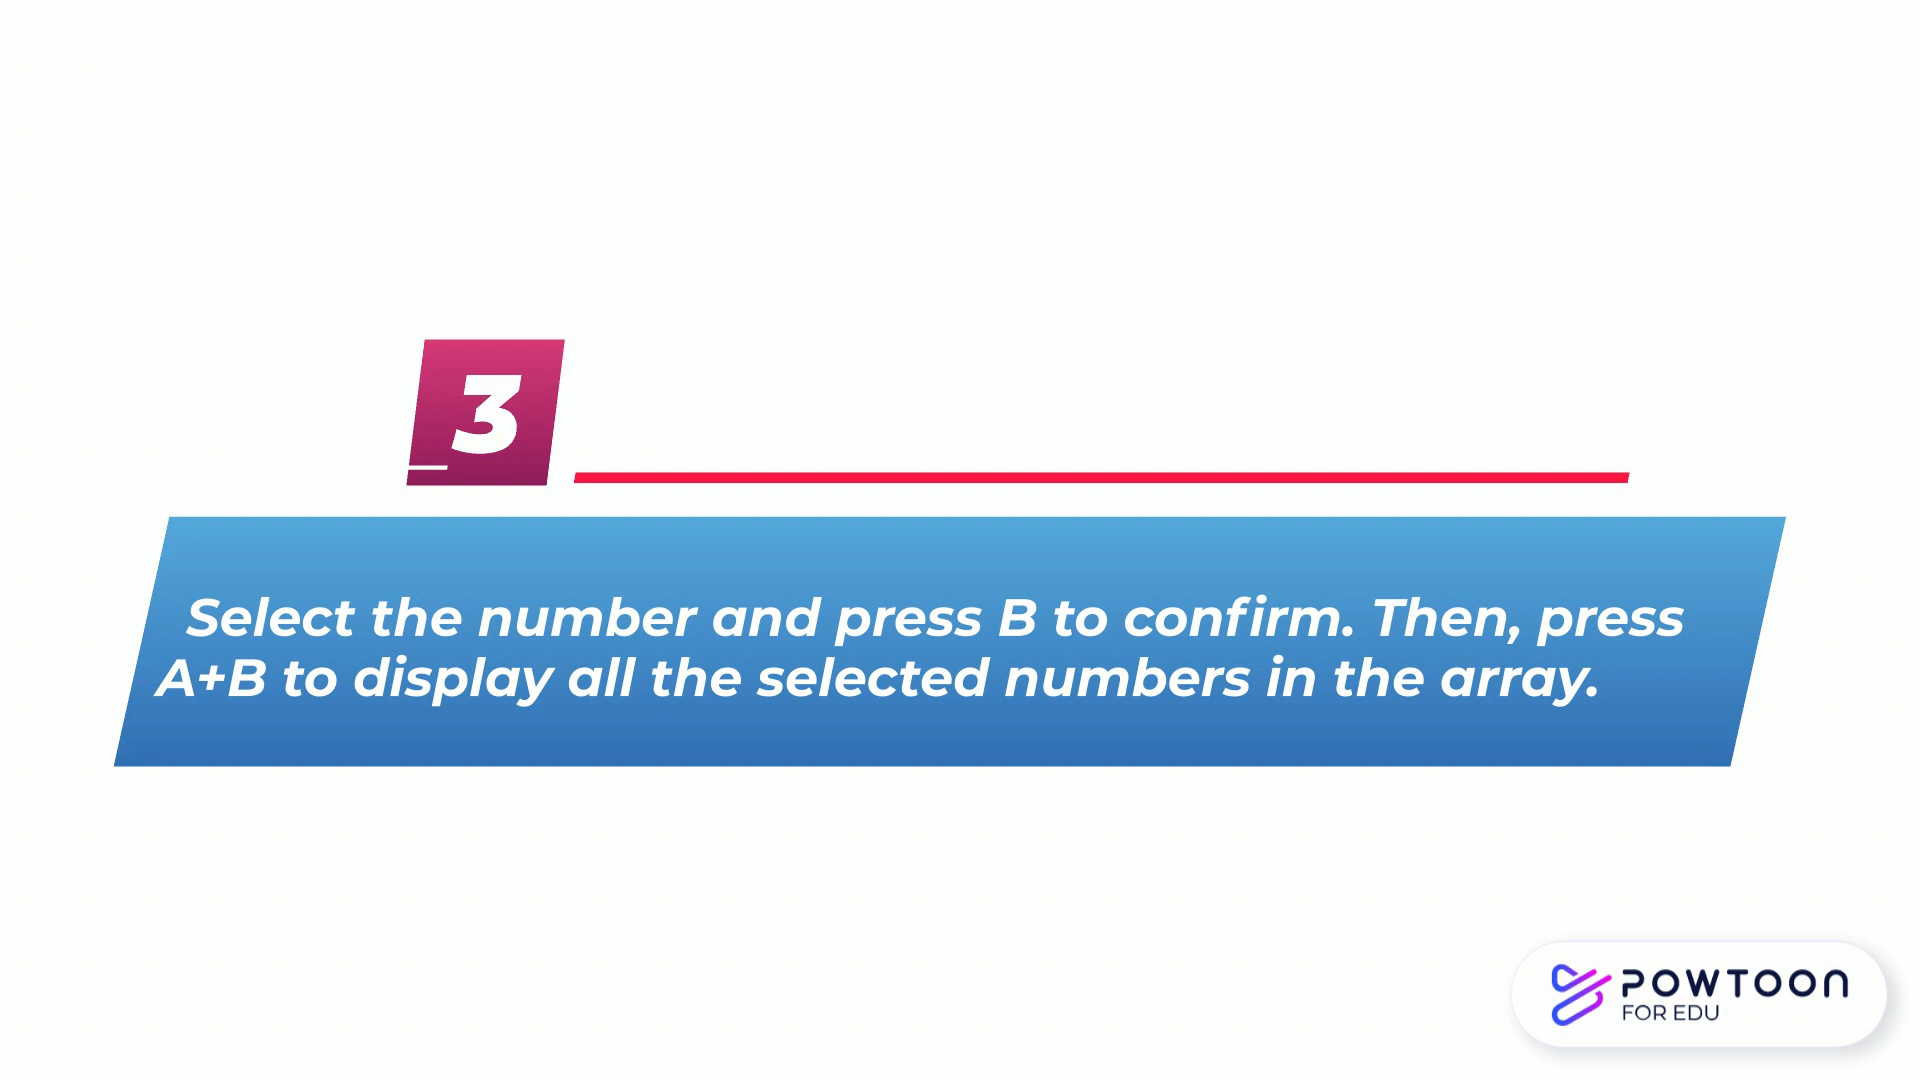 3
Select the number and press B to confirm. Then, press
A+B to display all the selected numbers in the array.
POWTOON
FOR EDU